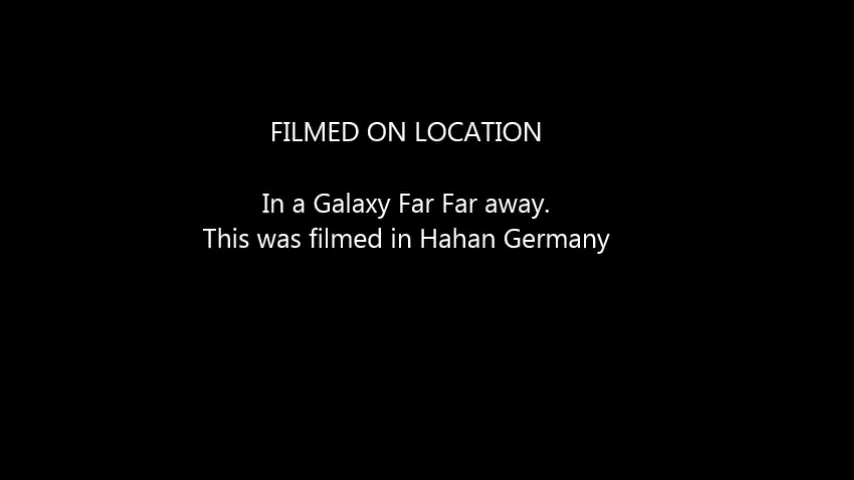 FILMED ON LOCATION
In a Galaxy Far Far away.
This was filmed in Hahan Germany